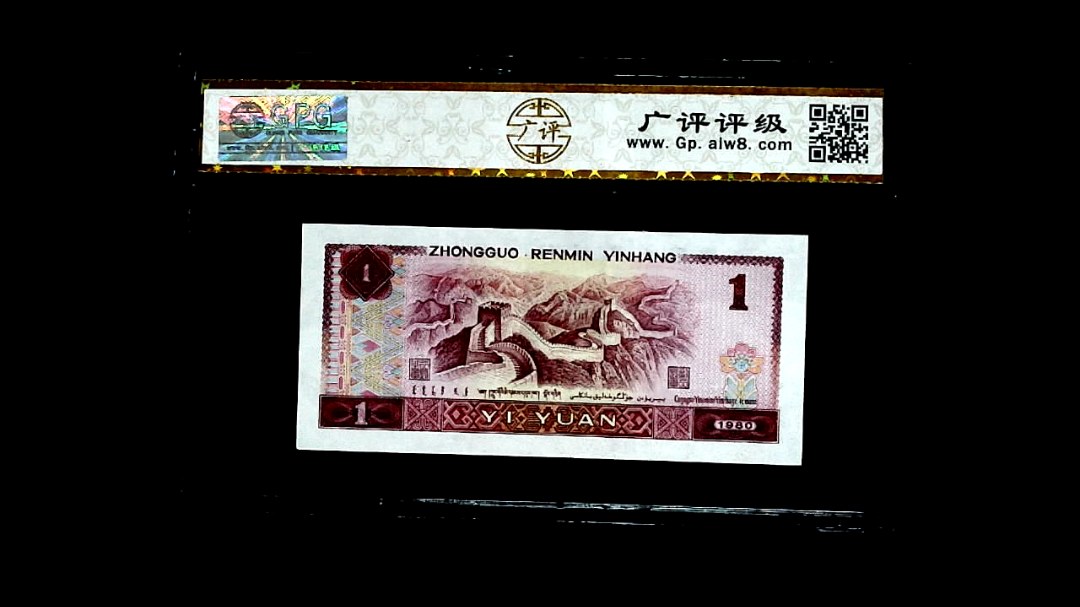 GPG
广评
广评评级
www. Gp. alw8. com
ZHONGGUO RENMIN YINHANG
1
1
1
YI YUAN
1980